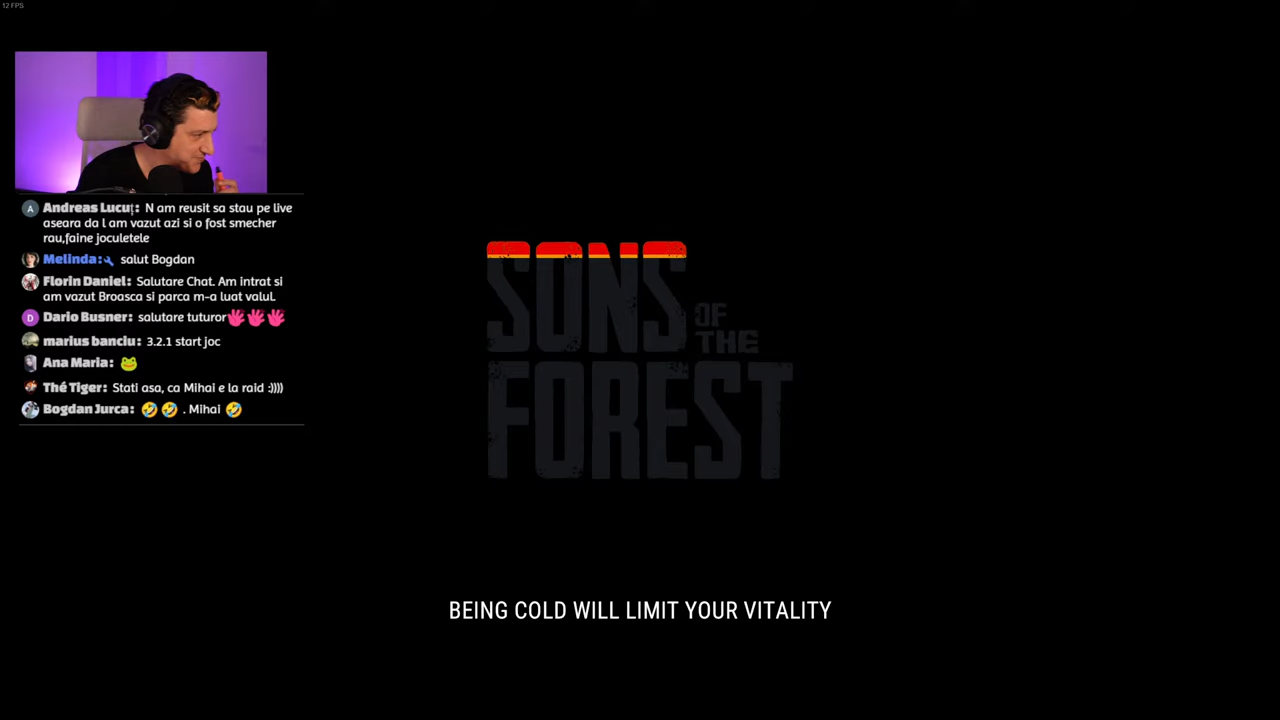 12 FPS
Andreas Lucuț: N am reusit sa stau pe live
aseara da l am vazut azi si o fost smecher
rau,faine joculetele
Melinda: salut Bogdan
Florin Daniel: Salutare Chat. Am intrat si
am vazut Broasca si parca m-a luat valul.
Dario Busner: salutare tuturor
marius banciu: 3.2.1 start joc
Ana Maria:
Thé Tiger: Stati asa, ca Mihai e la raid :))))
Bogdan Jurca: . Mihai
SONS OF THE
FOREST
BEING COLD WILL LIMIT YOUR VITALITY